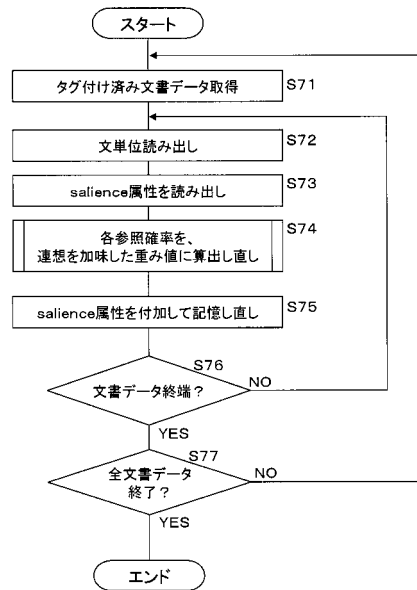 スタート
タグ付け済み文書データ取得
S71
文単位読み出し
S72
salience属性を読み出し
S73
各参照確率を、
連想を加味した重み値に算出し直し
S74
salience属性を付加して記憶し直し
S75
S76
文書データ終端?
NO
YES
S77
全文書データ
終了?
NO
YES
エンド